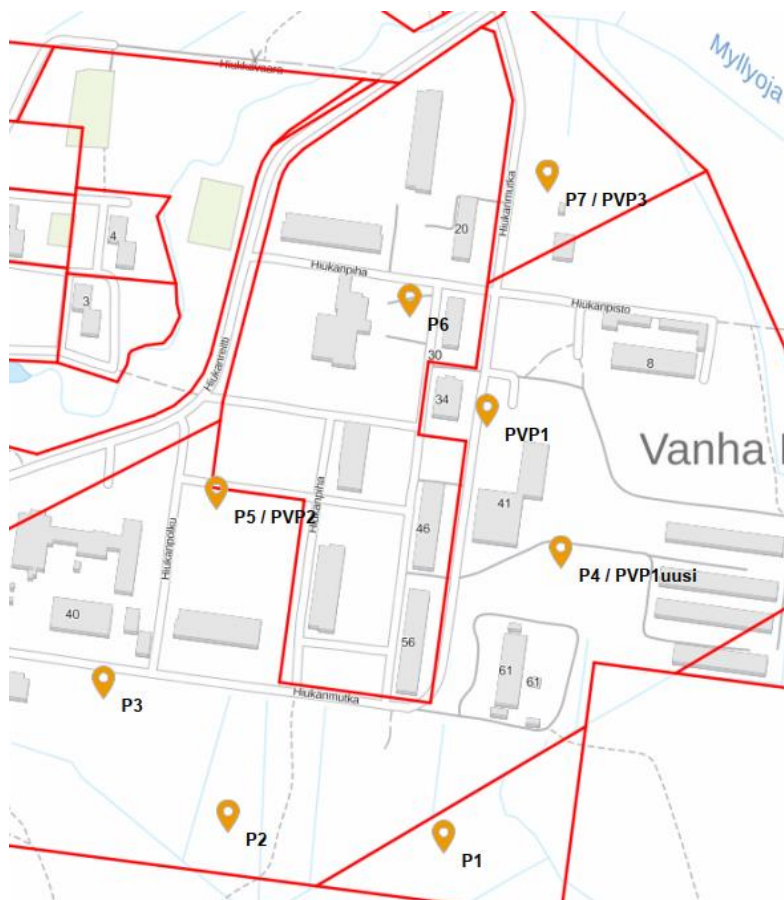 Hiukkavaara
Myllyoja
P7 / PVP3
20
Hiukanmutka
4
Hiukanpiha
3
P6
Hiukanpisto
30
8
Hiukanreitti
34
PVP1
Vanha
Hiukanpiha
41
P5 / PVP2
46
Hiukanpolku
P4 / PVP1uusi
40
56
61
61
P3
Hiukanmutka
P2
P1